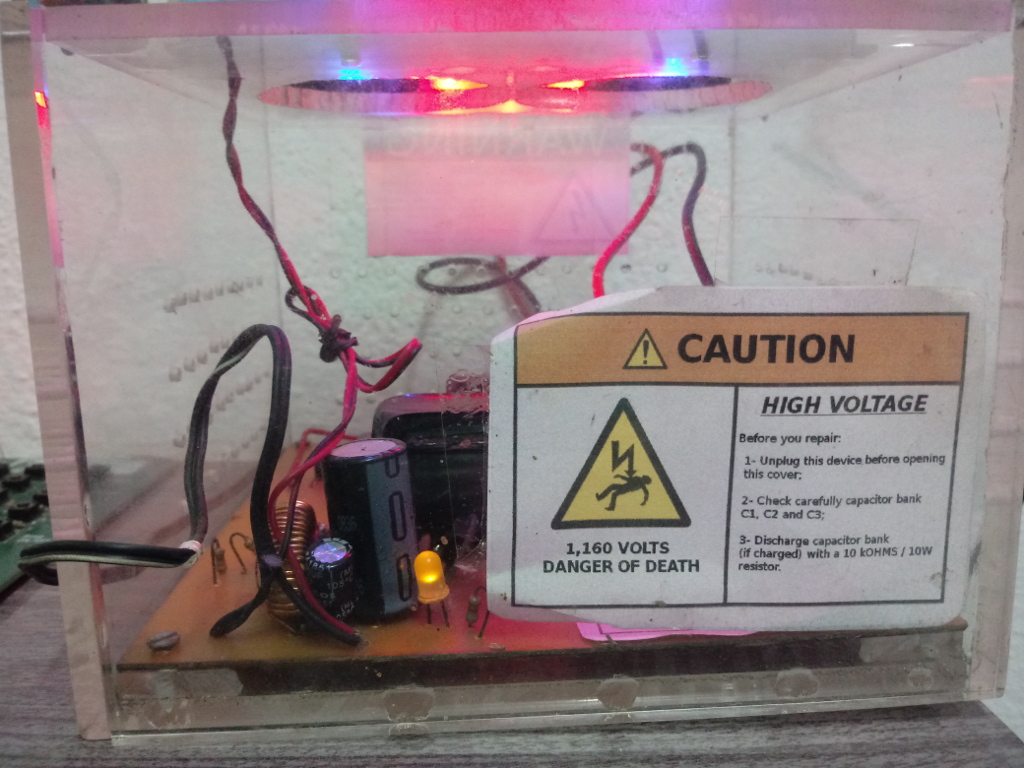 WARNING
CAUTION
HIGH VOLTAGE
Before you repair:
1- Unplug this device before opening
this cover;
2- Check carefully capacitor bank
C1, C2 and C3;
3- Discharge capacitor bank
(if charged) with a 10 kOHMS / 10W
resistor.
1,160 VOLTS
DANGER OF DEATH